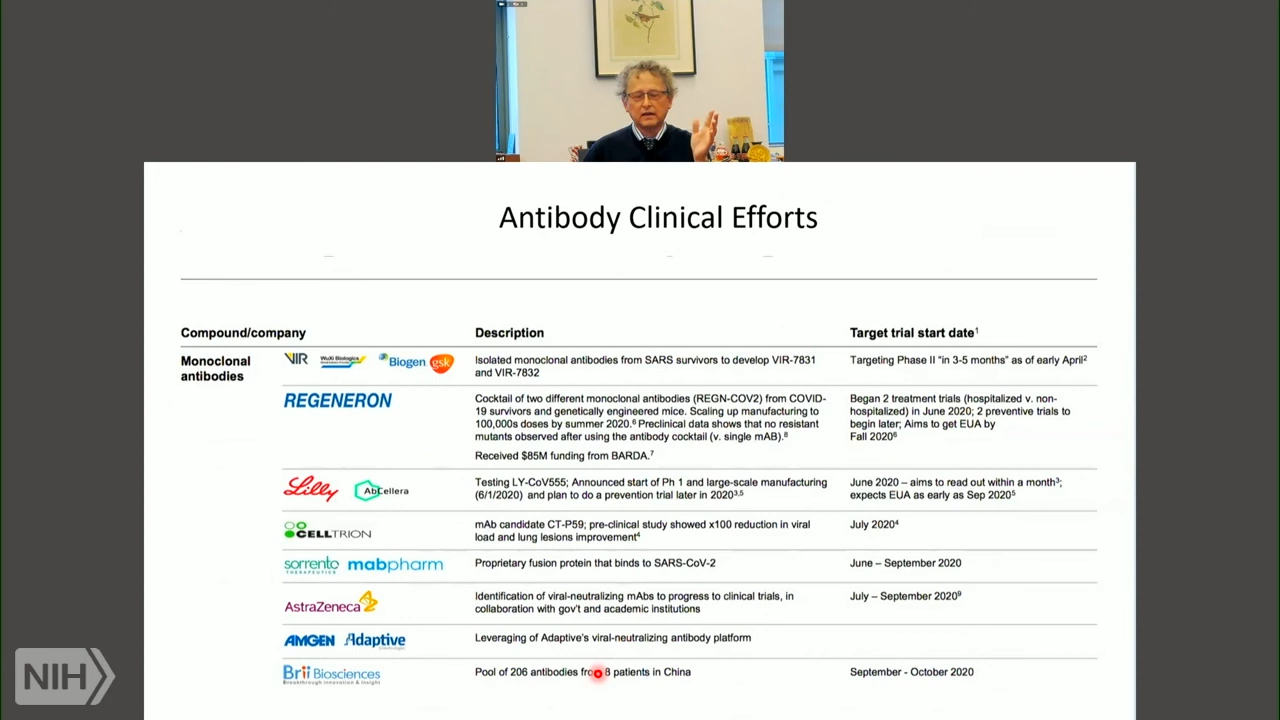 Antibody Clinical Efforts
Compound/company
Description
Target trial start date¹
Monoclonal
antibodies
VIR WuXi Biologics Biogen gsk
Isolated monoclonal antibodies from SARS survivors to develop VIR-7831
and VIR-7832
Targeting Phase II "in 3-5 months" as of early April²
REGENERON
Cocktail of two different monoclonal antibodies (REGN-COV2) from COVID-
19 survivors and genetically engineered mice. Scaling up manufacturing to
100,000s doses by summer 2020.⁶ Preclinical data shows that no resistant
mutants observed after using the antibody cocktail (v. single mAB).⁸
Received $85M funding from BARDA.⁷
Began 2 treatment trials (hospitalized v. non-
hospitalized) in June 2020; 2 preventive trials to
begin later; Aims to get EUA by
Fall 2020⁶
Lilly AbCellera
Testing LY-CoV555; Announced start of Ph 1 and large-scale manufacturing
(6/1/2020) and plan to do a prevention trial later in 2020³,⁵
June 2020 – aims to read out within a month³;
expects EUA as early as Sep 2020⁵
CELLTRION
mAb candidate CT-P59; pre-clinical study showed x100 reduction in viral
load and lung lesions improvement⁴
July 2020⁴
sorrento
THERAPEUTICS
mabpharm
Proprietary fusion protein that binds to SARS-CoV-2
June – September 2020
AstraZeneca
Identification of viral-neutralizing mAbs to progress to clinical trials, in
collaboration with gov't and academic institutions
July – September 2020⁹
AMGEN Adaptive
Leveraging of Adaptive's viral-neutralizing antibody platform
Brii Biosciences
Breakthrough Innovation & Insight
Pool of 206 antibodies 8 patients in China
September - October 2020
NIH